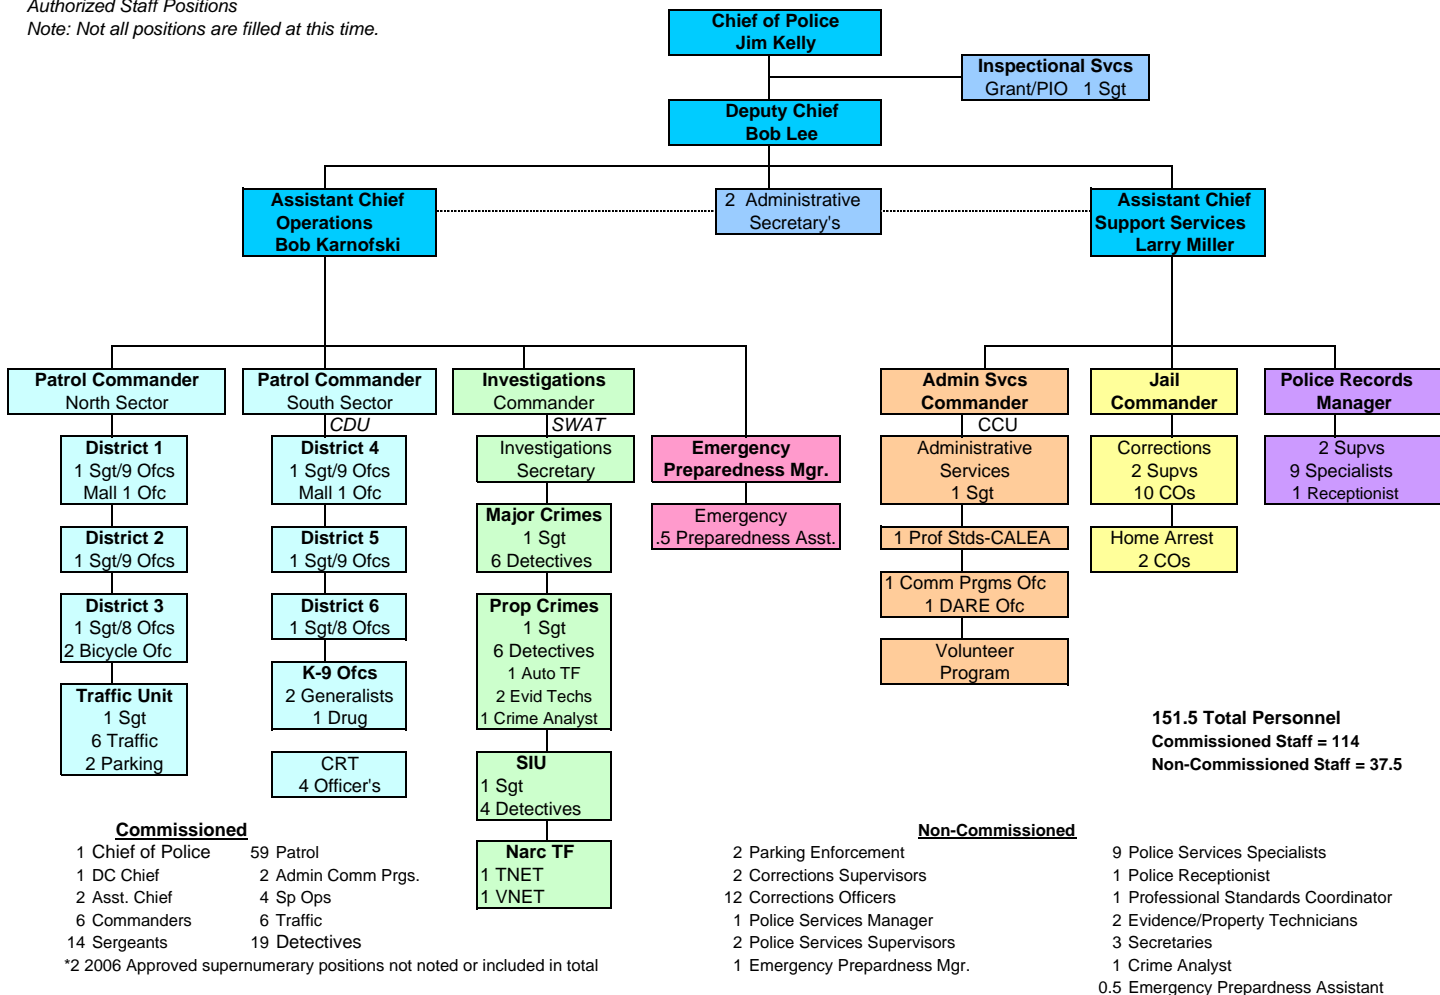 Authorized Staff Positions
Note: Not all positions are filled at this time.
Chief of Police
Jim Kelly
Inspectional Svcs
Grant/PIO 1 Sgt
Deputy Chief
Bob Lee
Assistant Chief
Operations
Bob Karnofski
2 Administrative
Secretary's
Assistant Chief
Support Services
Larry Miller
Patrol Commander
North Sector
District 1
1 Sgt/9 Ofcs
Mall 1 Ofc
District 2
1 Sgt/9 Ofcs
District 3
1 Sgt/8 Ofcs
2 Bicycle Ofc
Traffic Unit
1 Sgt
6 Traffic
2 Parking
Patrol Commander
South Sector
CDU
District 4
1 Sgt/9 Ofcs
Mall 1 Ofc
District 5
1 Sgt/9 Ofcs
District 6
1 Sgt/8 Ofcs
K-9 Ofcs
2 Generalists
1 Drug
CRT
4 Officer's
Investigations
Commander
SWAT
Investigations
Secretary
Major Crimes
1 Sgt
6 Detectives
Prop Crimes
1 Sgt
6 Detectives
1 Auto TF
2 Evid Techs
1 Crime Analyst
SIU
1 Sgt
4 Detectives
Narc TF
1 TNET
1 VNET
Emergency
Preparedness Mgr.
Emergency
.5 Preparedness Asst.
Admin Svcs
Commander
CCU
Administrative
Services
1 Sgt
1 Prof Stds-CALEA
1 Comm Prgms Ofc
1 DARE Ofc
Volunteer
Program
Jail
Commander
Corrections
2 Supvs
10 COs
Home Arrest
2 COs
Police Records
Manager
2 Supvs
9 Specialists
1 Receptionist
151.5 Total Personnel
Commissioned Staff = 114
Non-Commissioned Staff = 37.5
Commissioned
1 Chief of Police
1 DC Chief
2 Asst. Chief
6 Commanders
14 Sergeants
59 Patrol
2 Admin Comm Prgs.
4 Sp Ops
6 Traffic
19 Detectives
*2 2006 Approved supernumerary positions not noted or included in total
Non-Commissioned
2 Parking Enforcement
2 Corrections Supervisors
12 Corrections Officers
1 Police Services Manager
2 Police Services Supervisors
1 Emergency Prepardness Mgr.
9 Police Services Specialists
1 Police Receptionist
1 Professional Standards Coordinator
2 Evidence/Property Technicians
3 Secretaries
1 Crime Analyst
0.5 Emergency Prepardness Assistant